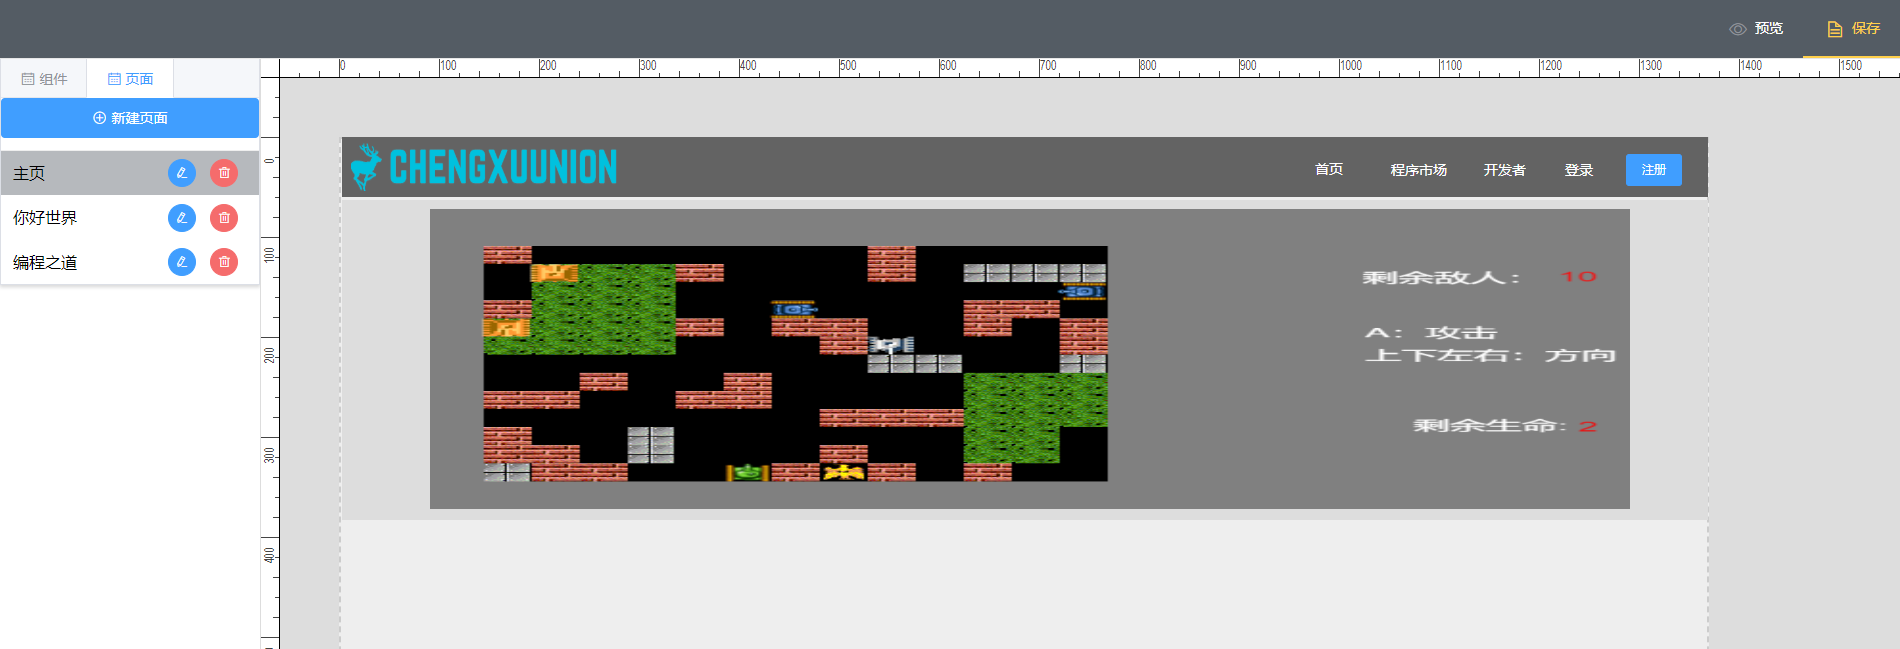 预览 保存
组件 页面
0 100 200 300 400 500 600 700 800 900 1000 1100 1200 1300 1400 1500
新建页面
主页
你好世界
编程之道
0
100
200
300
400
CHENGXUUNION 首页 程序市场 开发者 登录 注册
剩余敌人： 10
A：攻击
上下左右：方向
剩余生命: 2